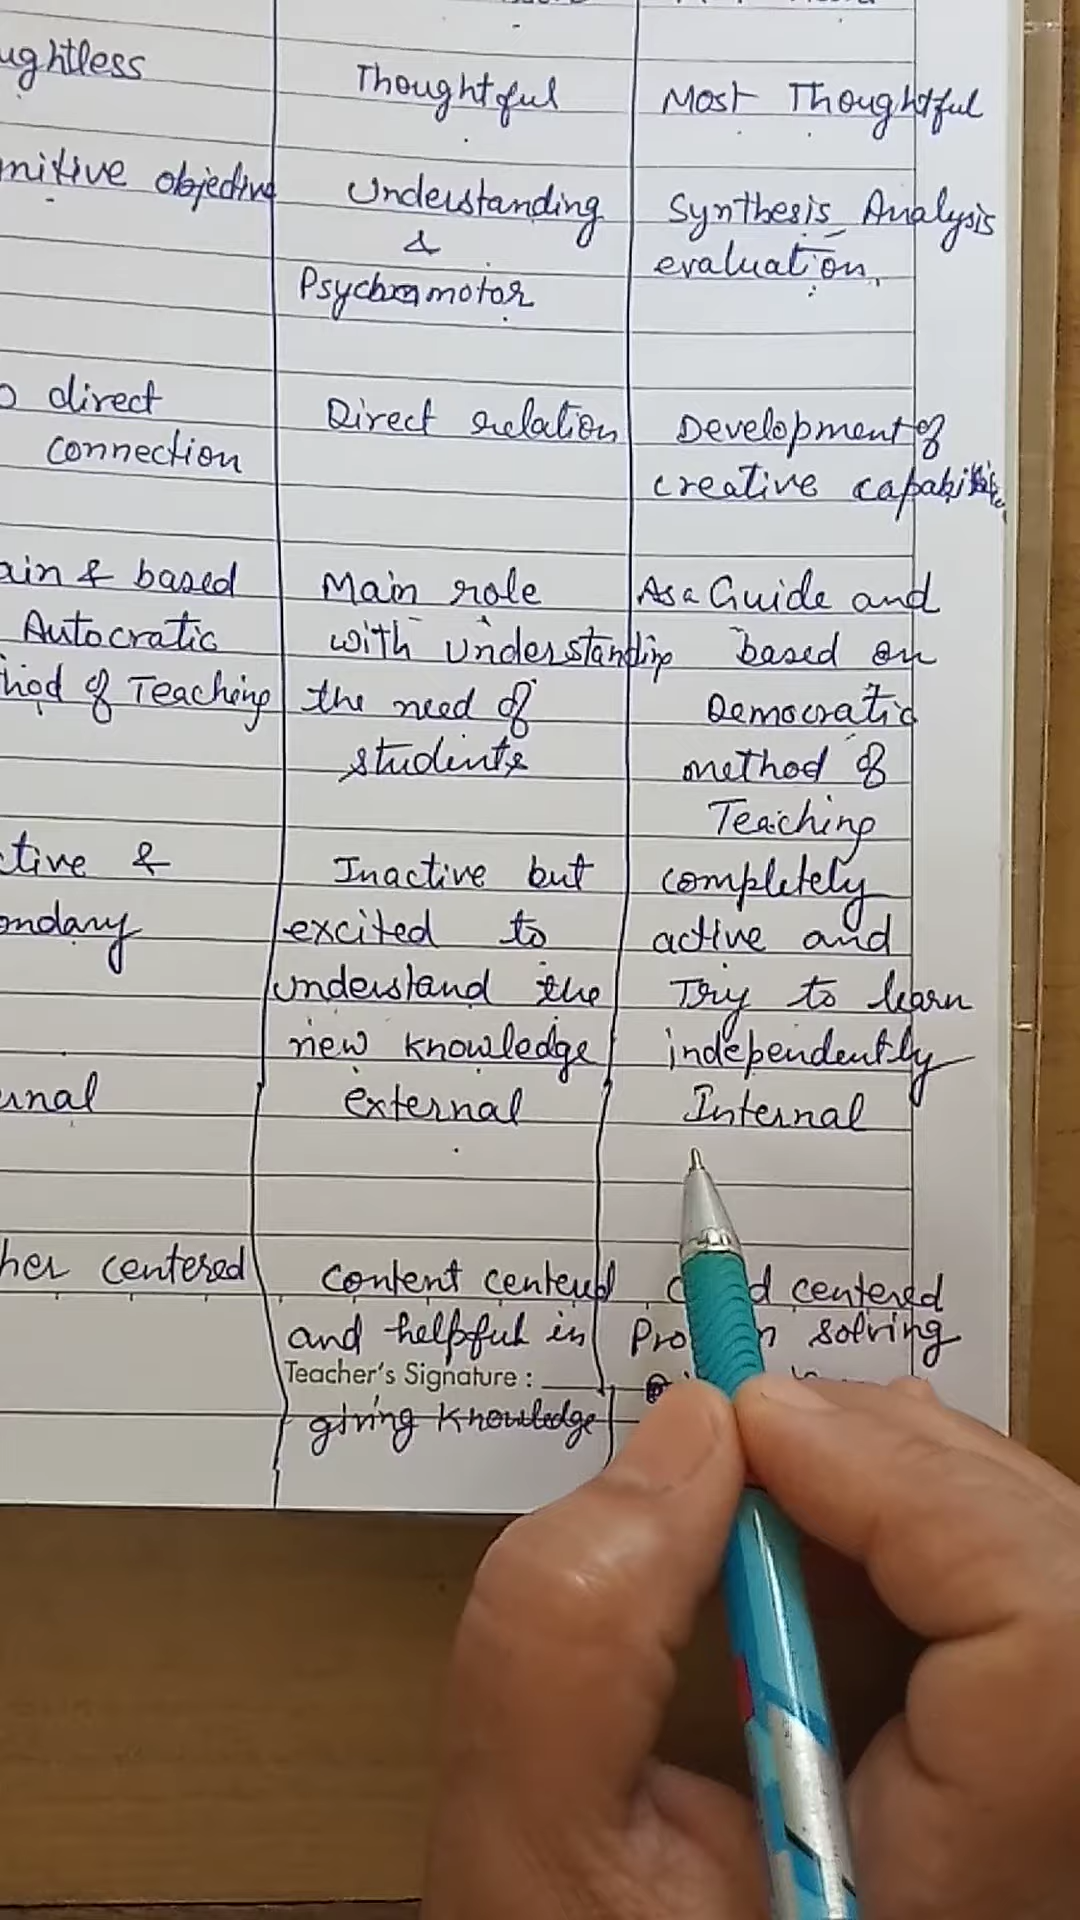 ughtless Thoughtful Most Thoughtful
nitive objective Understanding Synthesis Analysis
& evaluation.
Psychomotor
direct Direct relation Development of
connection creative
ain & based Main role As a Guide and
Autocratic with understanding based on
hod of Teaching the need of Democratic
students method of
Teaching
ctive & Inactive but completely
ondary excited to active and
understand the Try to learn
new knowledge independently
rnal external Internal
her centered Content centered centered
and helpful in solving
Teacher's Signature :
giving knowledge